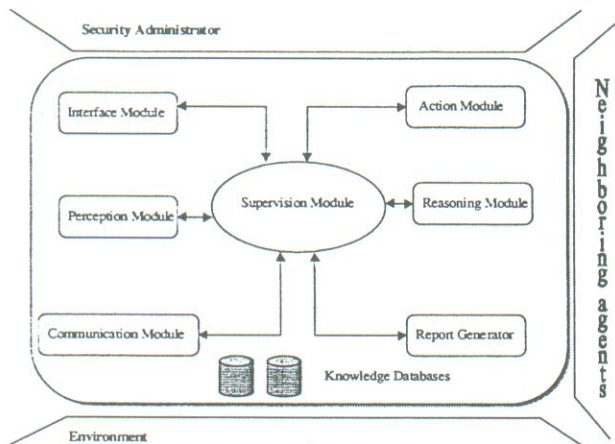 Security Administrator
Interface Module
Action Module
Perception Module
Supervision Module
Reasoning Module
Communication Module
Report Generator
Knowledge Databases
Environment
Neighboring agents